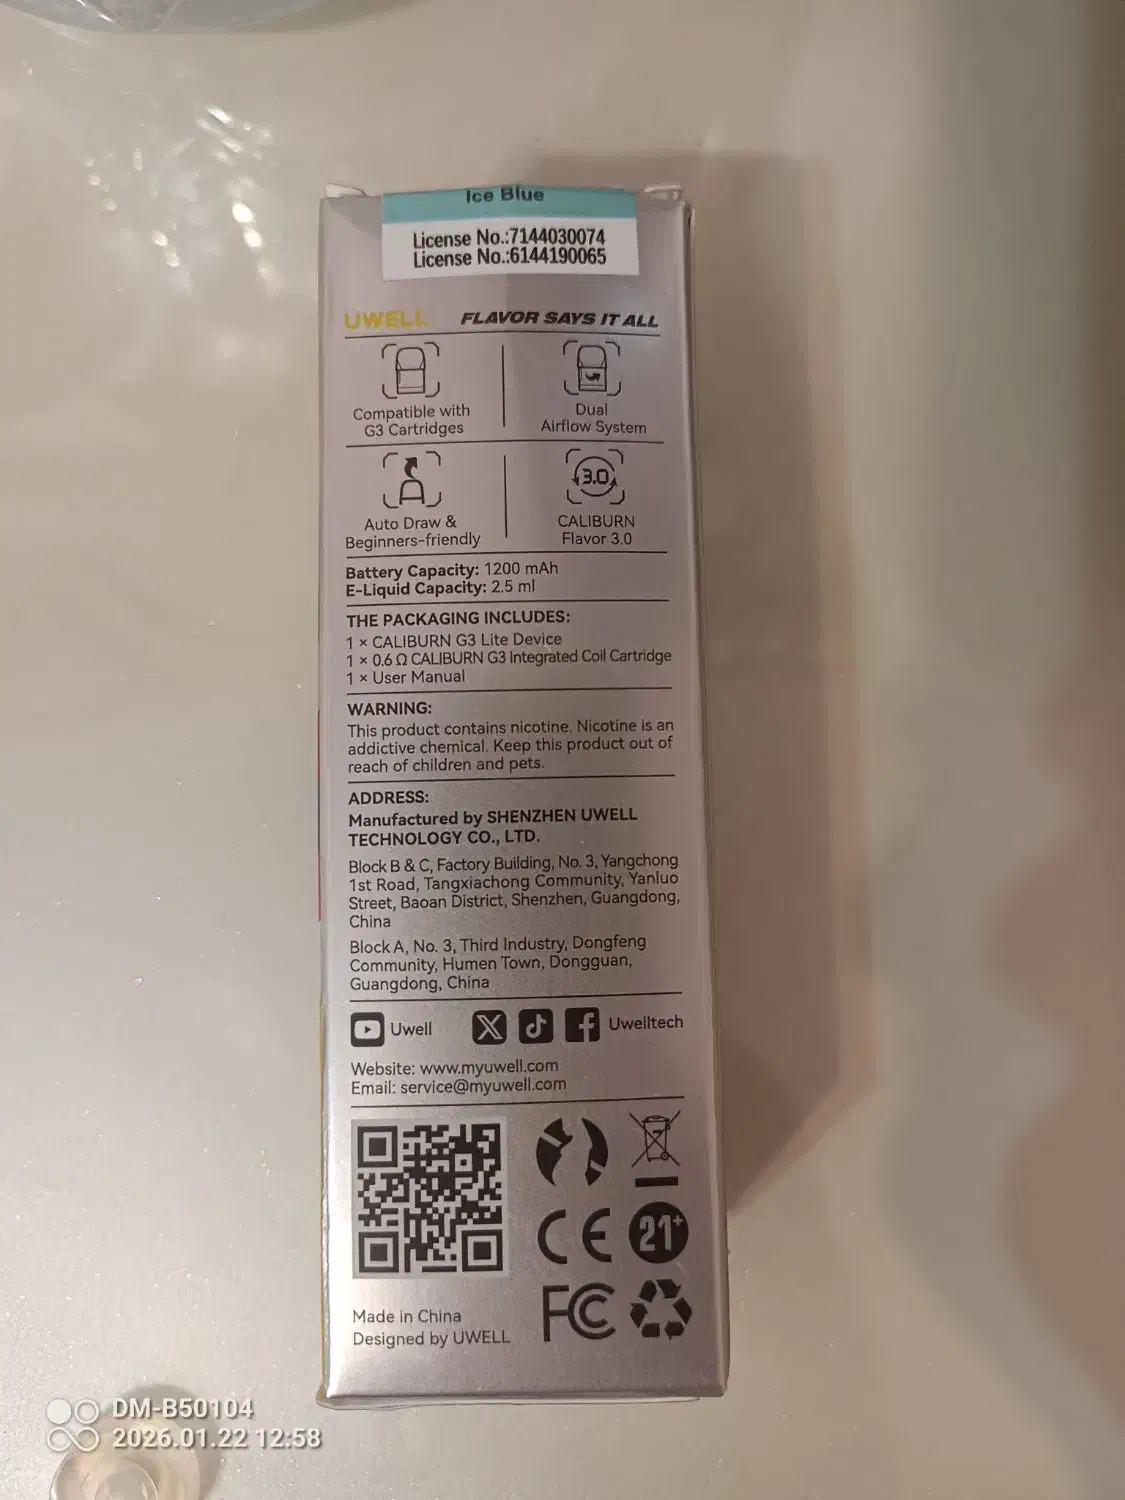 Ice Blue
License No.:7144030074
License No.:6144190065
UWELL FLAVOR SAYS IT ALL
Compatible with
G3 Cartridges
Dual
Airflow System
Auto Draw &
Beginners-friendly
3.0
CALIBURN
Flavor 3.0
Battery Capacity: 1200 mAh
E-Liquid Capacity: 2.5 ml
THE PACKAGING INCLUDES:
1 × CALIBURN G3 Lite Device
1 × 0.6 Ω CALIBURN G3 Integrated Coil Cartridge
1 × User Manual
WARNING:
This product contains nicotine. Nicotine is an
addictive chemical. Keep this product out of
reach of children and pets.
ADDRESS:
Manufactured by SHENZHEN UWELL
TECHNOLOGY CO., LTD.
Block B & C, Factory Building, No. 3, Yangchong
1st Road, Tangxiachong Community, Yanluo
Street, Baoan District, Shenzhen, Guangdong,
China
Block A, No. 3, Third Industry, Dongfeng
Community, Humen Town, Dongguan,
Guangdong, China
Uwell X f Uwelltech
Website: www.myuwell.com
Email: service@myuwell.com
CE 21+
FC
Made in China
Designed by UWELL
DM-B50104
2026.01.22 12:58